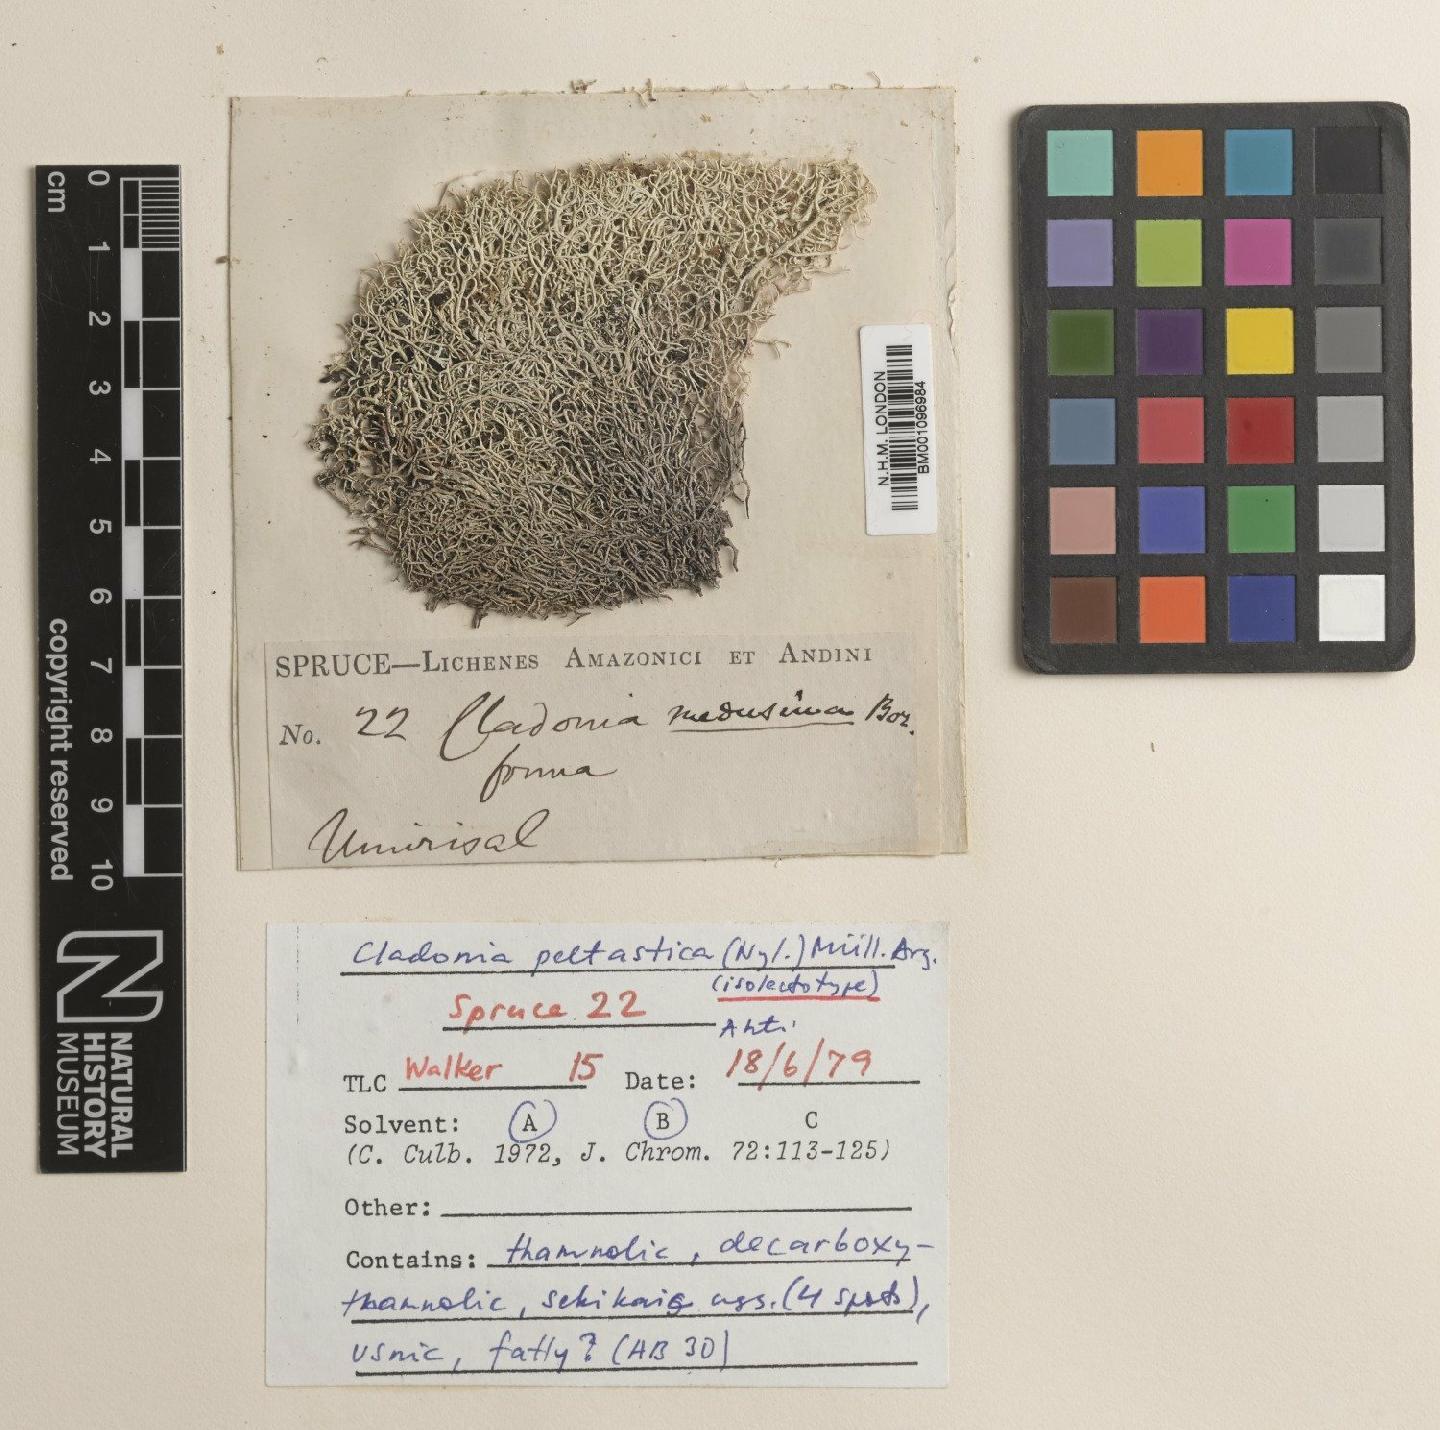 cm
0
1
2
3
4
5
6
7
8
9
10
copyright reserved
NATURAL
HISTORY
MUSEUM
N.H.M. LONDON
BM001096984
SPRUCE—LICHENES AMAZONICI ET ANDINI
No. 22 Cladonia medusina Bor.
forma
Umirisal
Cladonia peltastica (Nyl.) Müll. Arg.
(isolectotype)
Spruce 22
Ahti
TLC Walker 15 Date: 18/6/79
Solvent: A B C
(C. Culb. 1972, J. Chrom. 72:113-125)
Other:
Contains: thamnolic, decarboxy-
thamnolic, sekikaic ags. (4 spots),
usnic, fatty? (AB 30)